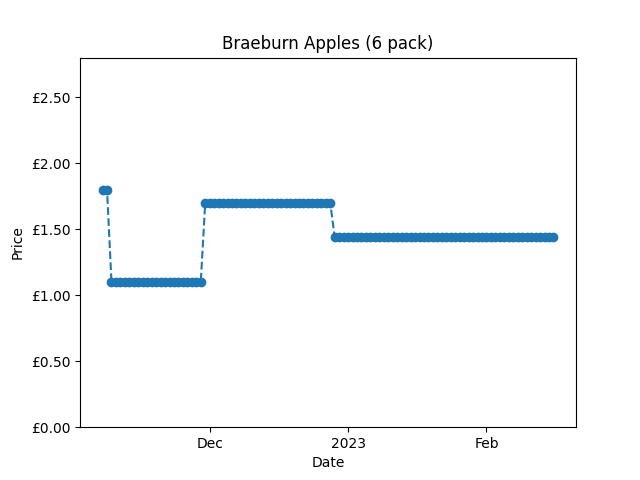 Braeburn Apples (6 pack)
£2.50
£2.00
£1.50
£1.00
£0.50
£0.00
Price
Dec
2023
Feb
Date